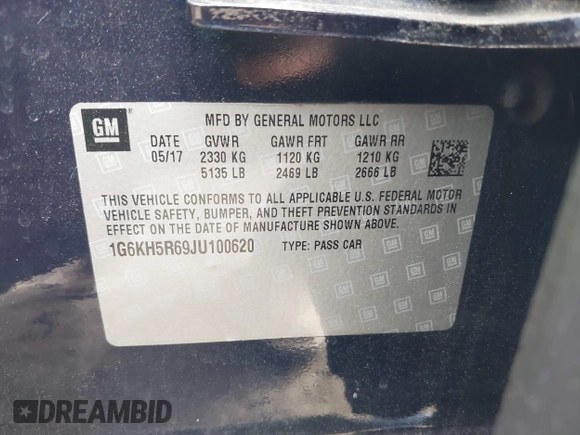 GM
MFD BY GENERAL MOTORS LLC
DATE GVWR GAWR FRT GAWR RR
05/17 2330 KG 1120 KG 1210 KG
5135 LB 2469 LB 2666 LB
THIS VEHICLE CONFORMS TO ALL APPLICABLE U.S. FEDERAL MOTOR
VEHICLE SAFETY, BUMPER, AND THEFT PREVENTION STANDARDS IN
EFFECT ON THE DATE OF MANUFACTURE SHOWN ABOVE.
1G6KH5R69JU100620 TYPE: PASS CAR
DREAMBID